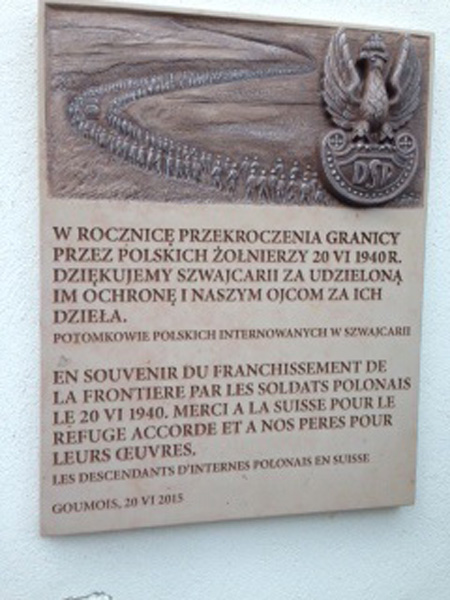 DSP
W ROCZNICĘ PRZEKROCZENIA GRANICY
PRZEZ POLSKICH ŻOŁNIERZY 20 VI 1940 R.
DZIĘKUJEMY SZWAJCARII ZA UDZIELONĄ
IM OCHRONĘ I NASZYM OJCOM ZA ICH
DZIEŁA.
POTOMKOWIE POLSKICH INTERNOWANYCH W SZWAJCARII
EN SOUVENIR DU FRANCHISSEMENT DE
LA FRONTIERE PAR LES SOLDATS POLONAIS
LE 20 VI 1940. MERCI A LA SUISSE POUR LE
REFUGE ACCORDE ET A NOS PERES POUR
LEURS ŒUVRES.
LES DESCENDANTS D'INTERNES POLONAIS EN SUISSE
GOUMOIS, 20 VI 2015